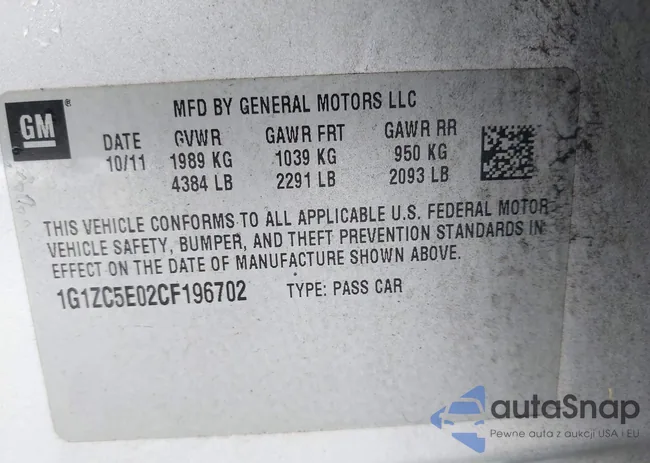 GM ®
MFD BY GENERAL MOTORS LLC
DATE GVWR GAWR FRT GAWR RR
10/11 1989 KG 1039 KG 950 KG
4384 LB 2291 LB 2093 LB
THIS VEHICLE CONFORMS TO ALL APPLICABLE U.S. FEDERAL MOTOR
VEHICLE SAFETY, BUMPER, AND THEFT PREVENTION STANDARDS IN
EFFECT ON THE DATE OF MANUFACTURE SHOWN ABOVE.
1G1ZC5E02CF196702 TYPE: PASS CAR
autaSnap
Pewne auta z aukcji USA i EU